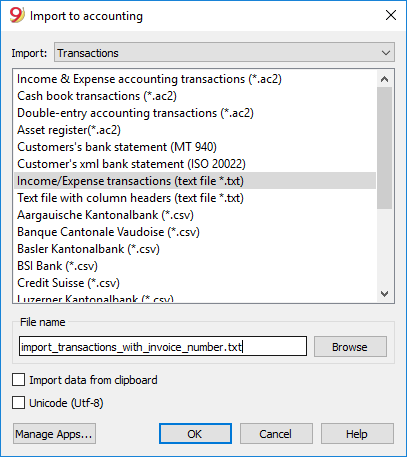 9 Import to accounting
Import: Transactions
Income & Expense accounting transactions (*.ac2)
Cash book transactions (*.ac2)
Double-entry accounting transactions (*.ac2)
Asset register(*.ac2)
Customers's bank statement (MT 940)
Customer's xml bank statement (ISO 20022)
Income/Expense transactions (text file *.txt)
Text file with column headers (text file *.txt)
Aargauische Kantonalbank (*.csv)
Banque Cantonale Vaudoise (*.csv)
Basler Kantonalbank (*.csv)
BSI Bank (*.csv)
Credit Suisse (*.csv)
Luzerner Kantonalbank (*.csv)
File name
import_transactions_with_invoice_number.txt Browse
Import data from clipboard
Unicode (Utf-8)
Manage Apps... OK Cancel Help